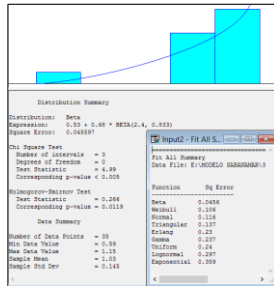 Distribution Summary
Distribution: Beta
Expression: 0.53 + 0.68 * BETA(2.4, 0.833)
Square Error: 0.045597
Chi Square Test
Number of intervals = 3
Degrees of freedom = 0
Test Statistic = 4.99
Corresponding p-value < 0.005
Kolmogorov-Smirnov Test
Test Statistic = 0.266
Corresponding p-value = 0.0119
Data Summary
Number of Data Points = 35
Min Data Value = 0.59
Max Data Value = 1.15
Sample Mean = 1.03
Sample Std Dev = 0.145
Input2 - Fit All S...
Fit All Summary
Data File: E:\MODELO SABANAMAR\3
Function Sq Error
Beta 0.0456
Weibull 0.106
Normal 0.116
Triangular 0.137
Erlang 0.23
Gamma 0.237
Uniform 0.24
Lognormal 0.297
Exponential 0.359